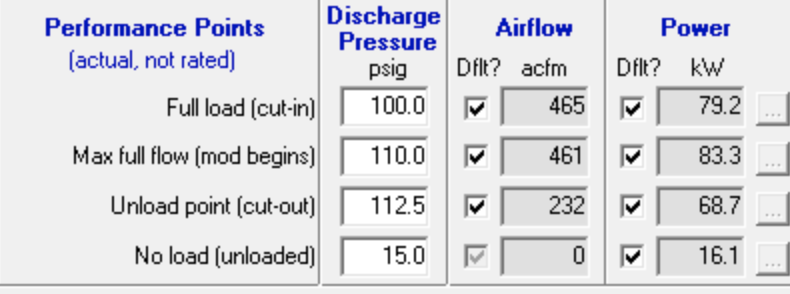 Performance Points Discharge Pressure Airflow Power
(actual, not rated) psig Dflt? acfm Dflt? kW
Full load (cut-in) 100.0 465 79.2 ...
Max full flow (mod begins) 110.0 461 83.3 ...
Unload point (cut-out) 112.5 232 68.7 ...
No load (unloaded) 15.0 0 16.1 ...